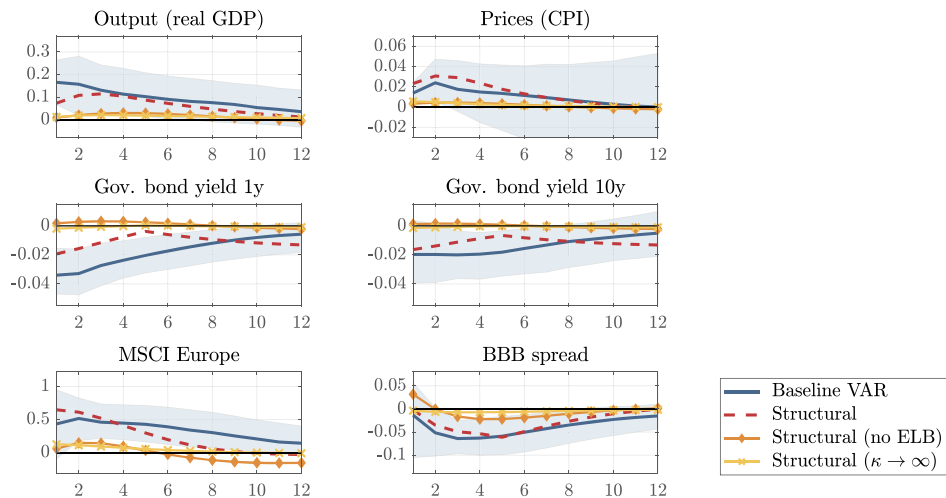 Output (real GDP)
0.3
0.2
0.1
0
2 4 6 8 10 12
Prices (CPI)
0.06
0.04
0.02
0
-0.02
2 4 6 8 10 12
Gov. bond yield 1y
0
-0.02
-0.04
2 4 6 8 10 12
Gov. bond yield 10y
0
-0.02
-0.04
2 4 6 8 10 12
MSCI Europe
1
0.5
0
2 4 6 8 10 12
BBB spread
0.05
0
-0.05
-0.1
2 4 6 8 10 12
Baseline VAR
Structural
Structural (no ELB)
Structural (κ → ∞)